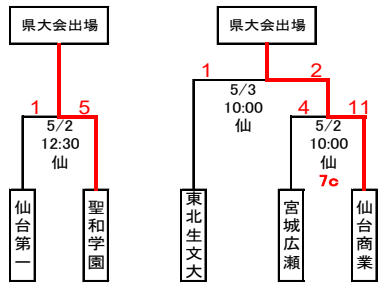 県大会出場
県大会出場
1 5
5/2
12:30
仙
1 2
5/3
10:00
仙
4 11
5/2
10:00
仙
7c
仙台第一
聖和学園
東北生文大
宮城広瀬
仙台商業